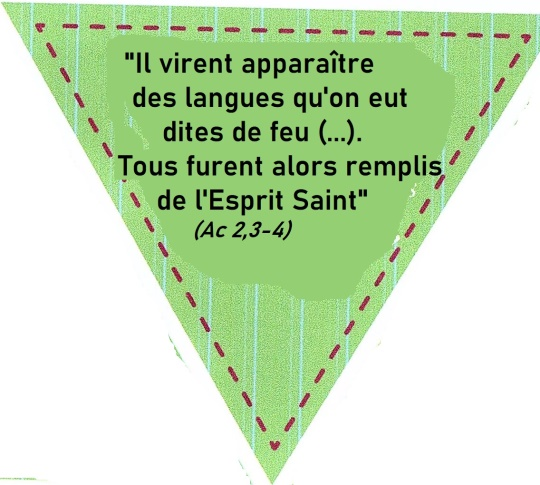 "Il virent apparaître
des langues qu'on eut
dites de feu (...).
Tous furent alors remplis
de l'Esprit Saint"
(Ac 2,3-4)